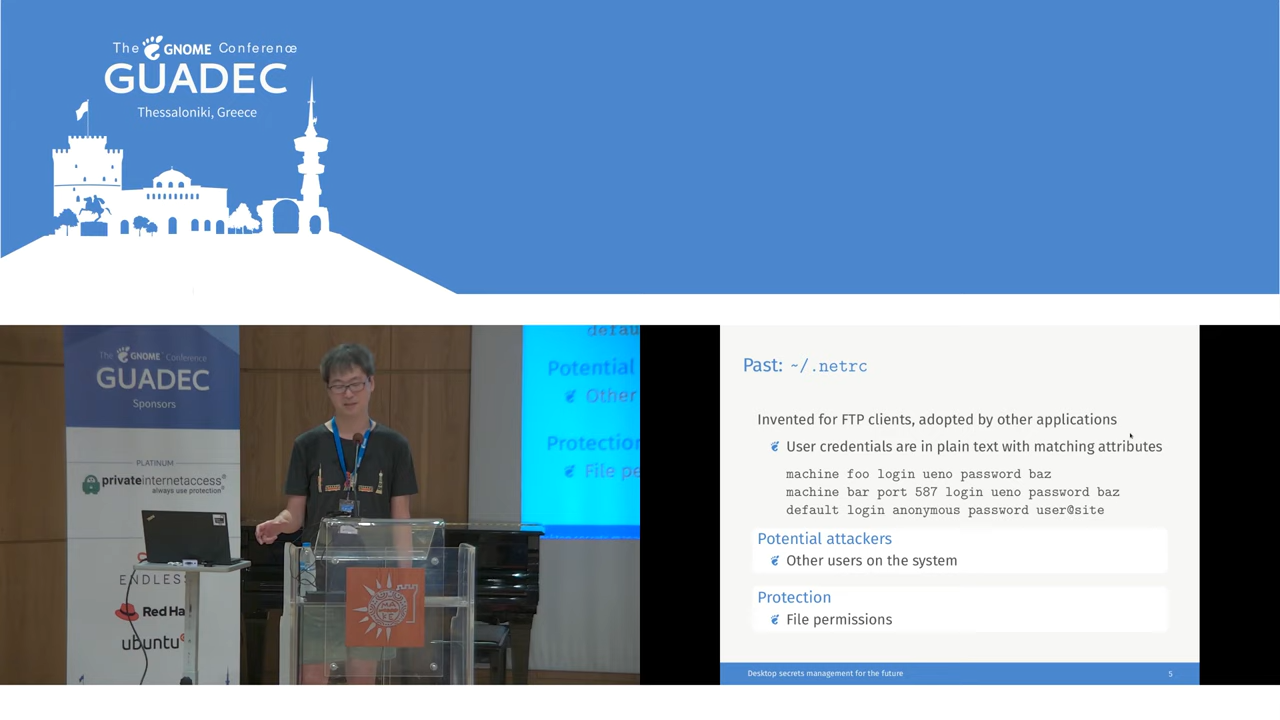 The GNOME Conference
GUADEC
Thessaloniki, Greece
The GNOME Conference
GUADEC
Sponsors
PLATINUM
privateinternetaccess
always use protection
ENDLESS
Red Ha
ubuntu
defau
Potential
Other
Protection
File pe
Past: ~/.netrc
Invented for FTP clients, adopted by other applications
User credentials are in plain text with matching attributes
machine foo login ueno password baz
machine bar port 587 login ueno password baz
default login anonymous password user@site
Potential attackers
Other users on the system
Protection
File permissions
Desktop secrets management for the future
5